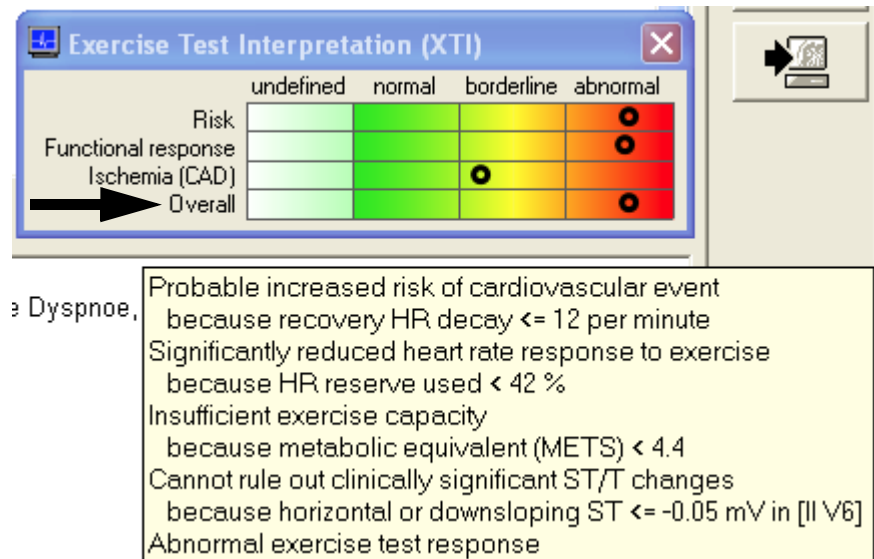 Exercise Test Interpretation (XTI)
undefined normal borderline abnormal
Risk
Functional response
Ischemia (CAD)
Overall
e Dyspnoe,
Probable increased risk of cardiovascular event
because recovery HR decay <= 12 per minute
Significantly reduced heart rate response to exercise
because HR reserve used < 42 %
Insufficient exercise capacity
because metabolic equivalent (METS) < 4.4
Cannot rule out clinically significant ST/T changes
because horizontal or downsloping ST <= -0.05 mV in [II V6]
Abnormal exercise test response